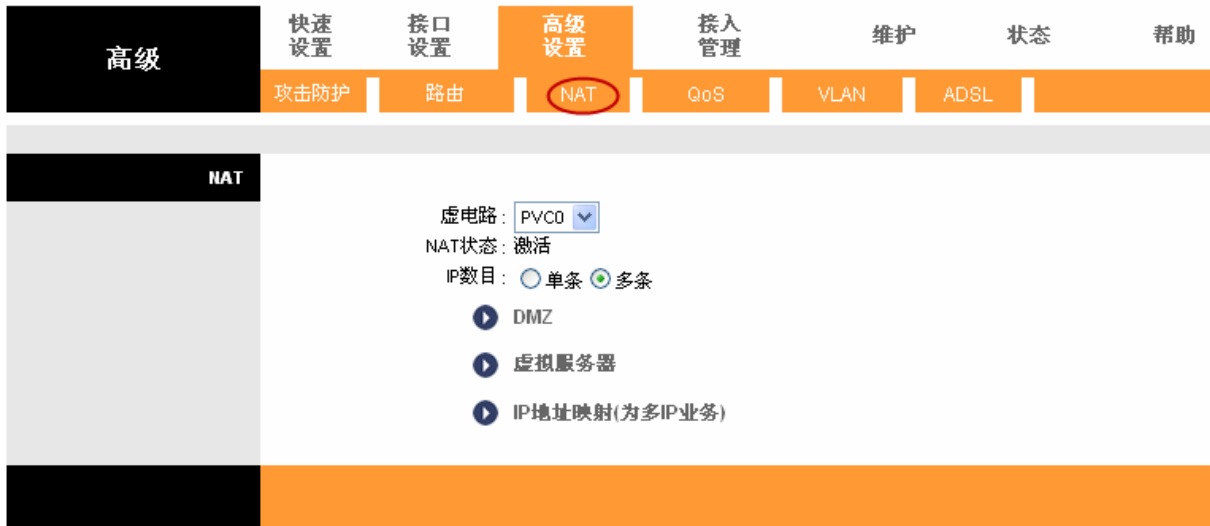 高级
快速设置
接口设置
高级设置
接入管理
维护
状态
帮助
攻击防护
路由
NAT
QoS
VLAN
ADSL
NAT
虚电路: PVC0
NAT状态: 激活
IP数目: 单条 多条
DMZ
虚拟服务器
IP地址映射(为多IP业务)